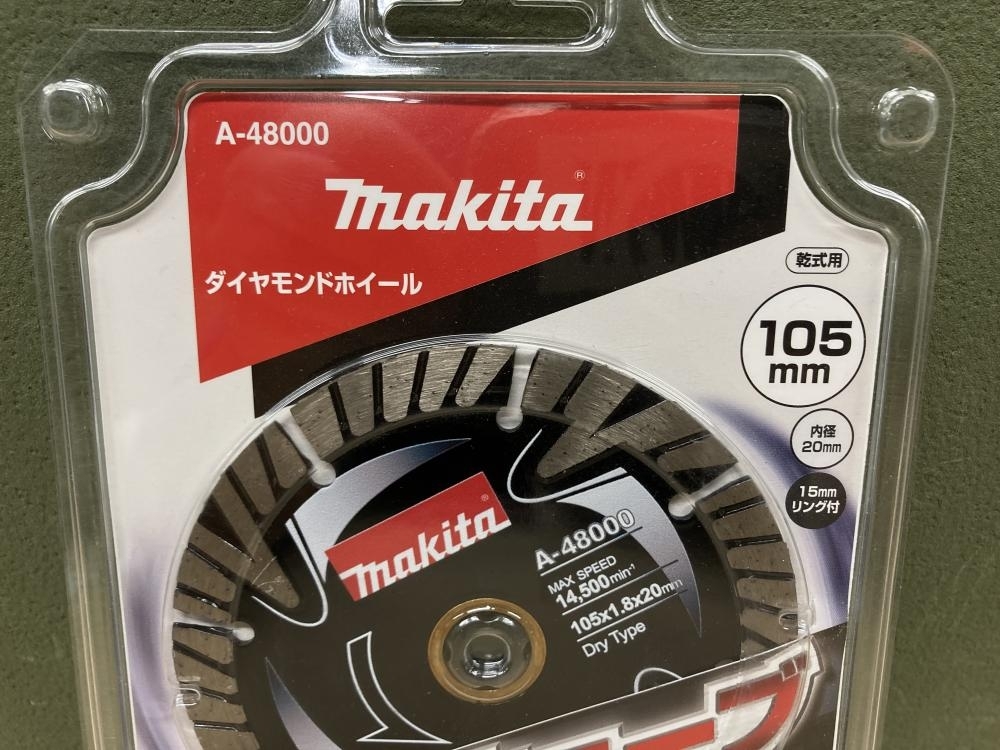 A-48000
makita®
ダイヤモンドホイール
乾式用
105
mm
内径
20mm
15mm
リング付
makita®
A-48000
MAX SPEED
14,500min⁻¹
105x1.8x20mm
Dry Type